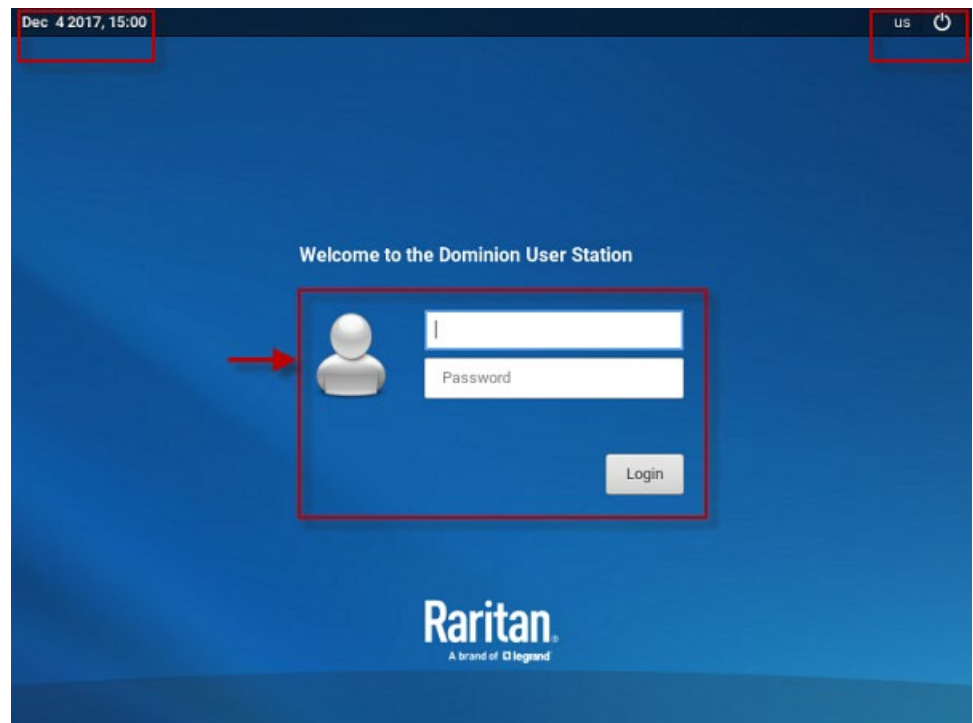 Dec 4 2017, 15:00
us
Welcome to the Dominion User Station
Password
Login
Raritan®
A brand of legrand